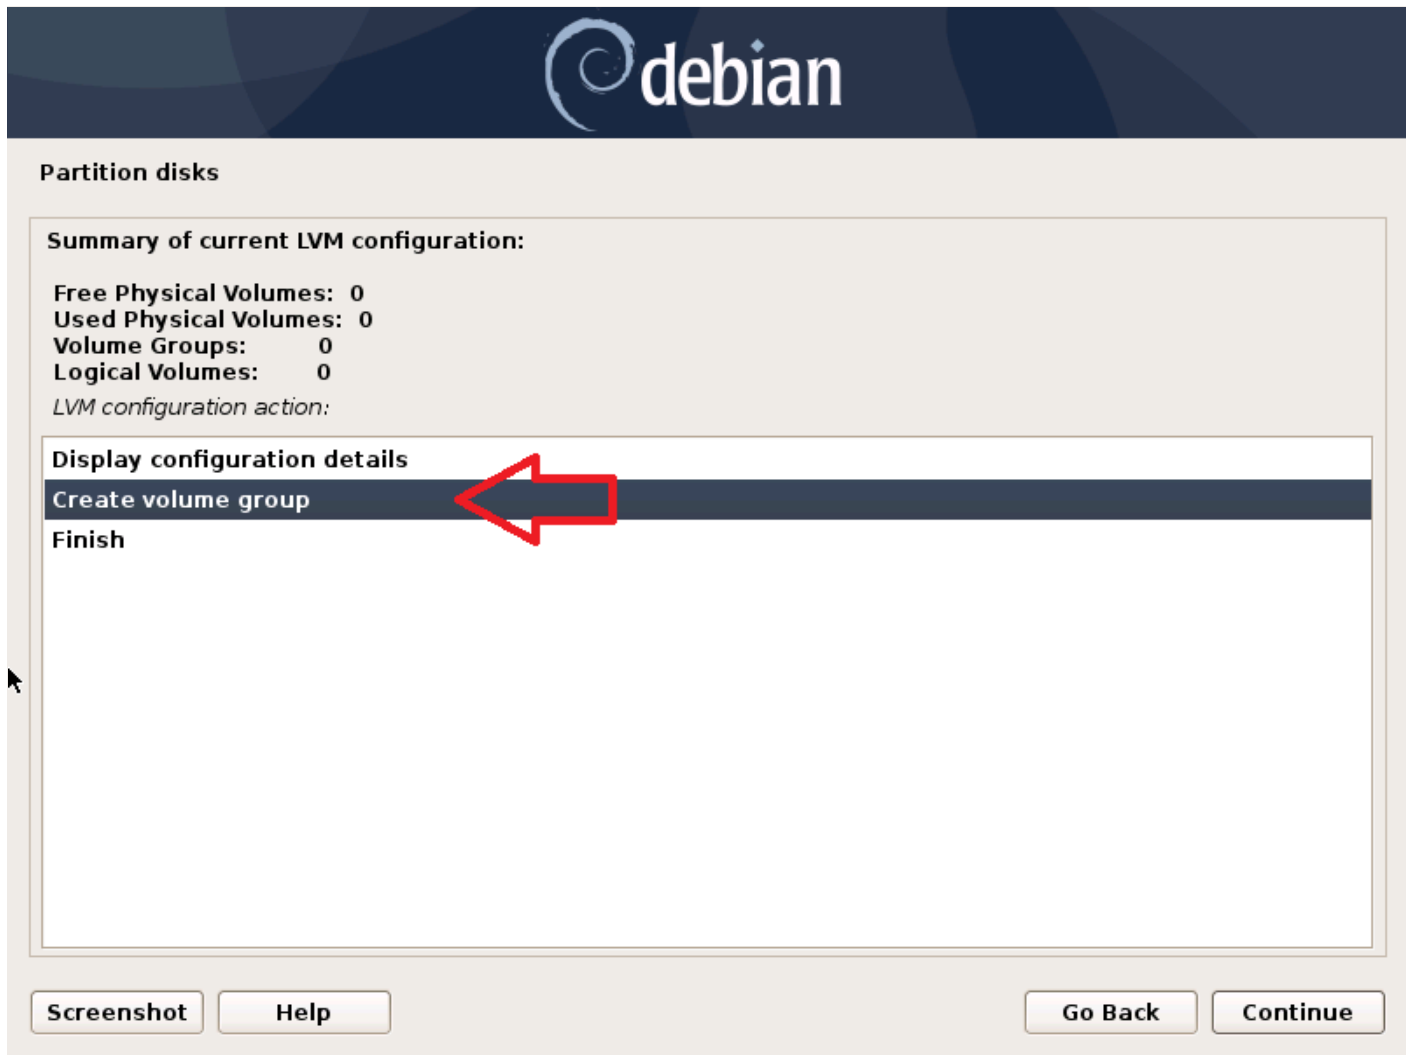 debian
Partition disks
Summary of current LVM configuration:
Free Physical Volumes: 0
Used Physical Volumes: 0
Volume Groups: 0
Logical Volumes: 0
LVM configuration action:
Display configuration details
Create volume group
Finish
Screenshot Help Go Back Continue